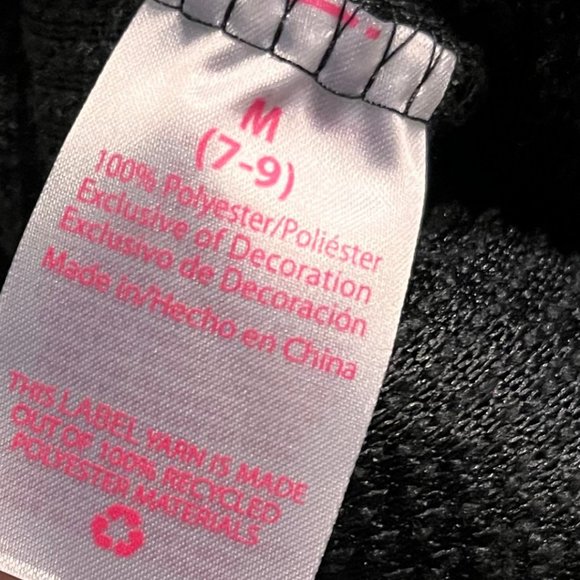 M
(7-9)
100% Polyester/Poliéster
Exclusive of Decoration
Exclusivo de Decoración
Made in/Hecho en China
THIS LABEL YARN IS MADE
OUT OF 100% RECYCLED
POLYESTER MATERIALS